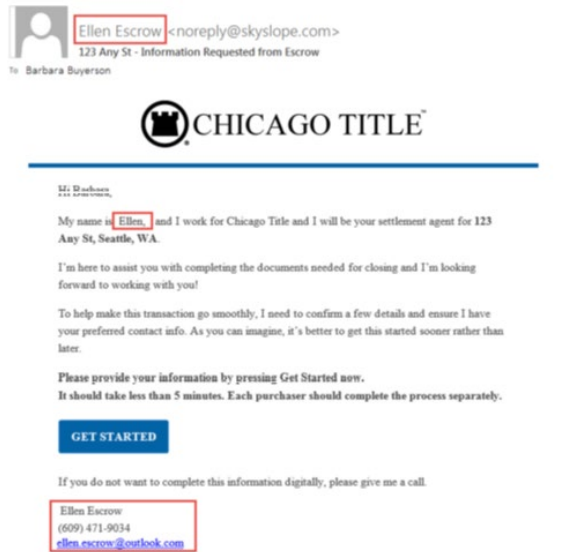 Ellen Escrow <noreply@skyslope.com>
123 Any St - Information Requested from Escrow
To Barbara Buyerson
CHICAGO TITLE™
Hi Barbara,
My name is Ellen, and I work for Chicago Title and I will be your settlement agent for 123
Any St, Seattle, WA.
I'm here to assist you with completing the documents needed for closing and I'm looking
forward to working with you!
To help make this transaction go smoothly, I need to confirm a few details and ensure I have
your preferred contact info. As you can imagine, it's better to get this started sooner rather than
later.
Please provide your information by pressing Get Started now.
It should take less than 5 minutes. Each purchaser should complete the process separately.
GET STARTED
If you do not want to complete this information digitally, please give me a call.
Ellen Escrow
(609) 471-9034
ellen.escrow@outlook.com